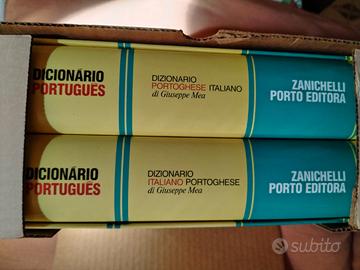 DICIONÁRIO
PORTUGUÊS
DIZIONARIO
PORTOGHESE ITALIANO
di Giuseppe Mea
ZANICHELLI
PORTO EDITORA
DICIONÁRIO
PORTUGUÊS
DIZIONARIO
ITALIANO PORTOGHESE
di Giuseppe Mea
ZANICHELLI
PORTO EDITORA
subito